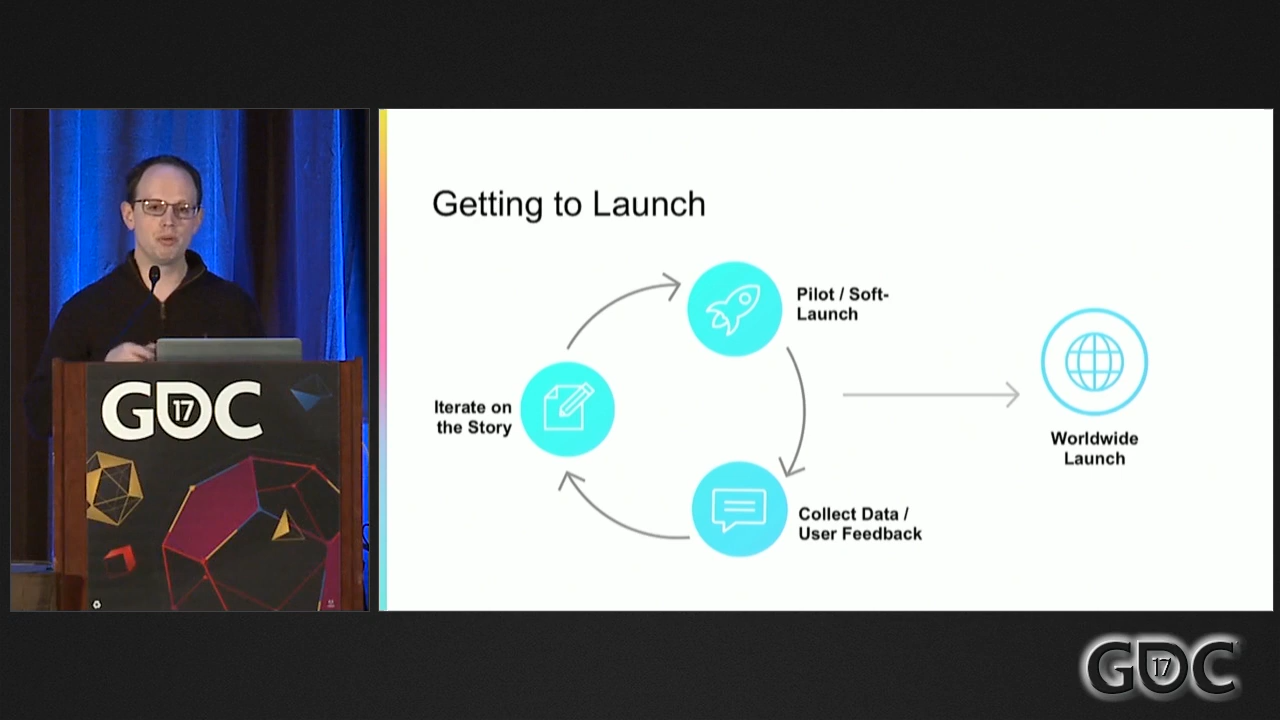 Getting to Launch
Pilot / Soft-
Launch
Iterate on
the Story
Collect Data /
User Feedback
Worldwide
Launch
GDC
17
GDC
17